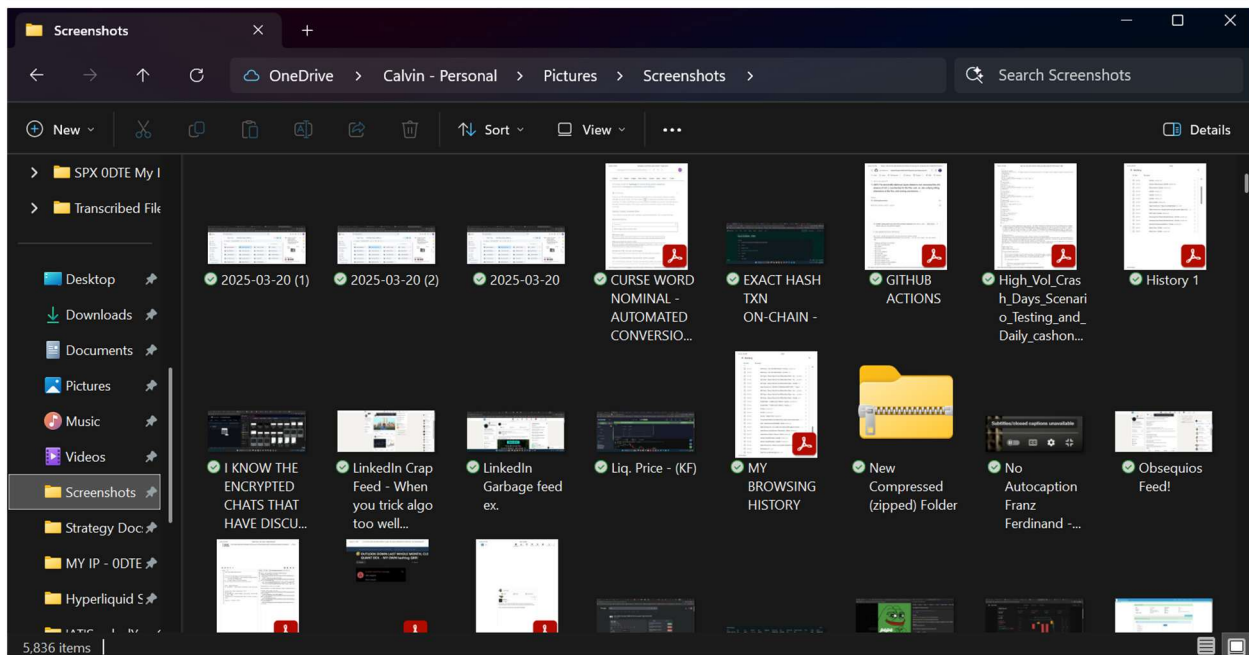 Screenshots
OneDrive > Calvin - Personal > Pictures > Screenshots >
Search Screenshots
New
Sort
View
Details
SPX 0DTE My I
Transcribed File
Desktop
Downloads
Documents
Pictures
Music
Videos
Screenshots
Strategy Doc:
MY IP - 0DTE
Hyperliquid S
2025-03-20 (1)
2025-03-20 (2)
2025-03-20
CURSE WORD
NOMINAL -
AUTOMATED
CONVERSIO...
EXACT HASH
TXN
ON-CHAIN -
GITHUB
ACTIONS
High_Vol_Cras
h_Days_Scenari
o_Testing_and_
Daily_cashon...
History 1
I KNOW THE
ENCRYPTED
CHATS THAT
HAVE DISCU...
LinkedIn Crap
Feed - When
you trick algo
too well...
LinkedIn
Garbage feed
ex.
Liq. Price - (KF)
MY
BROWSING
HISTORY
New
Compressed
(zipped) Folder
Subtitles/closed captions unavailable
No
Autocaption
Franz
Ferdinand -...
Obsequios
Feed!
5,836 items